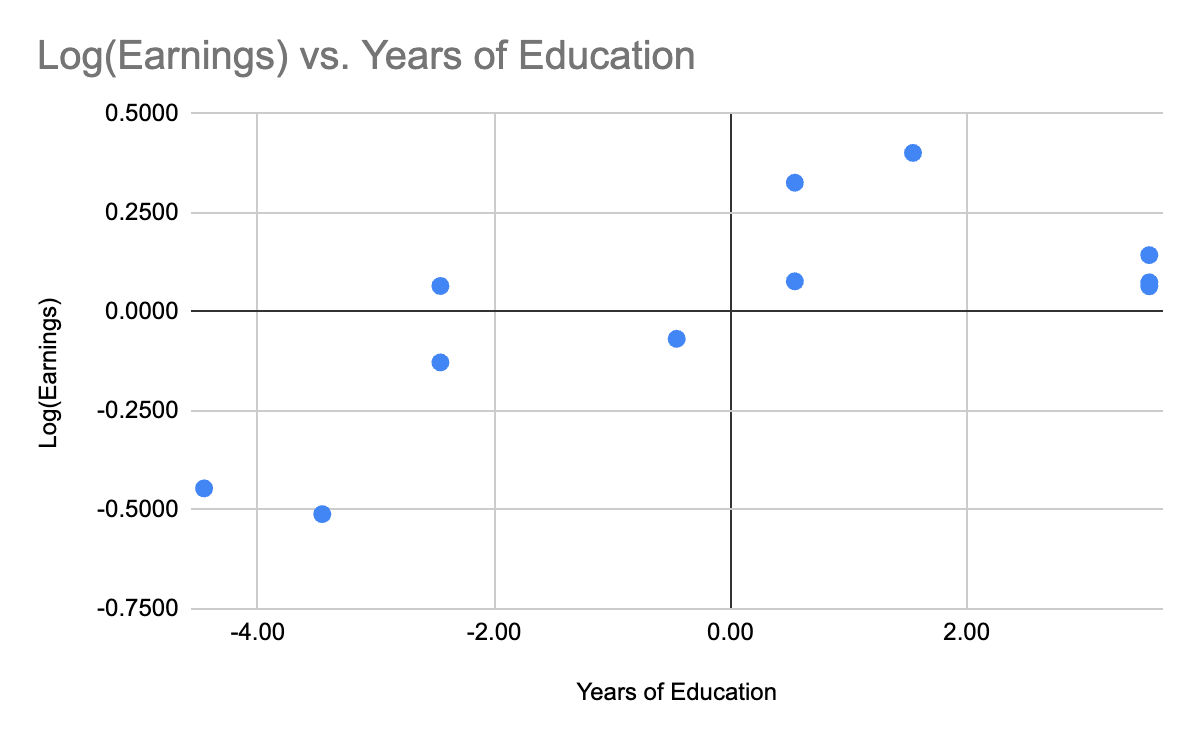 Log(Earnings) vs. Years of Education
0.5000
0.2500
0.0000
-0.2500
-0.5000
-0.7500
Log(Earnings)
-4.00 -2.00 0.00 2.00
Years of Education